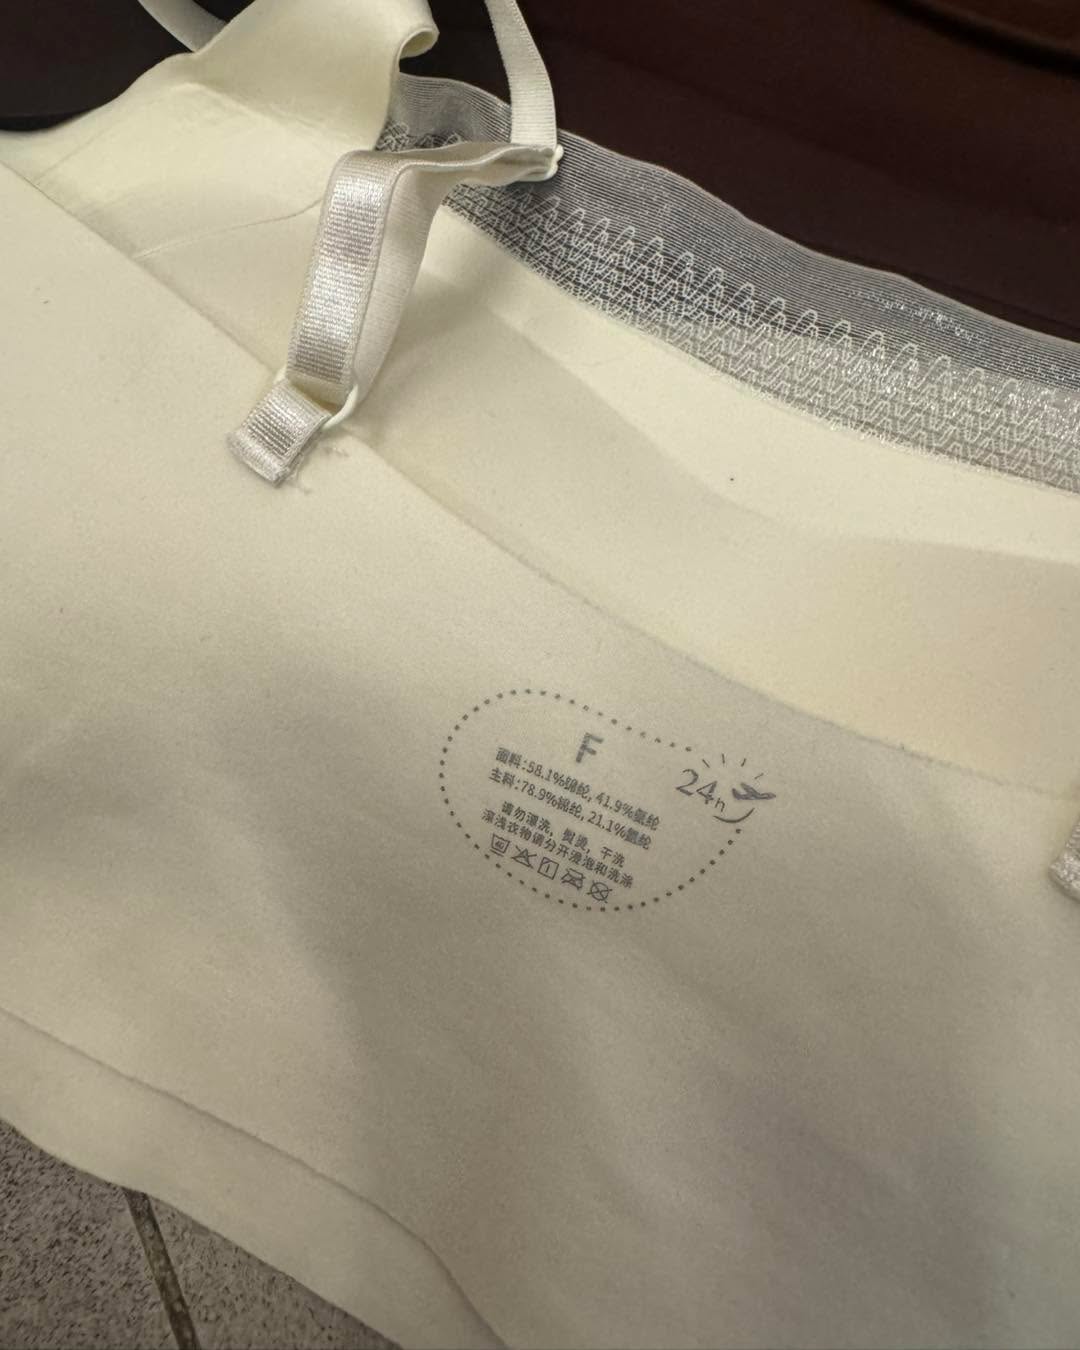 F
24h
面料:58.1%锦纶, 41.9%氨纶
主料:78.9%锦纶, 21.1%氨纶
请勿漂洗, 熨烫, 干洗
深浅衣物请分开浸泡和洗涤
40